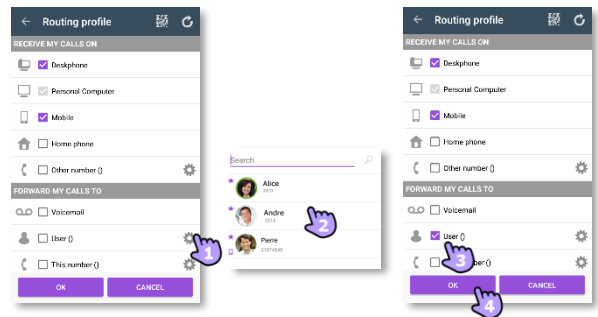 Routing profile
RECEIVE MY CALLS ON
Deskphone
Personal Computer
Mobile
Home phone
Other number ()
FORWARD MY CALLS TO
Voicemail
User ()
1
This number ()
OK CANCEL
Search
Alice
Andre
3014
2
Pierre
Routing profile
RECEIVE MY CALLS ON
Deskphone
Personal Computer
Mobile
Home phone
Other number ()
FORWARD MY CALLS TO
Voicemail
User ()
3
ber ()
OK CANCEL
4